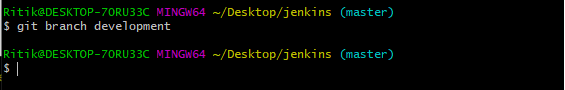 Ritik@DESKTOP-7ORU33C MINGW64 ~/Desktop/jenkins (master)
$ git branch development
Ritik@DESKTOP-7ORU33C MINGW64 ~/Desktop/jenkins (master)
$